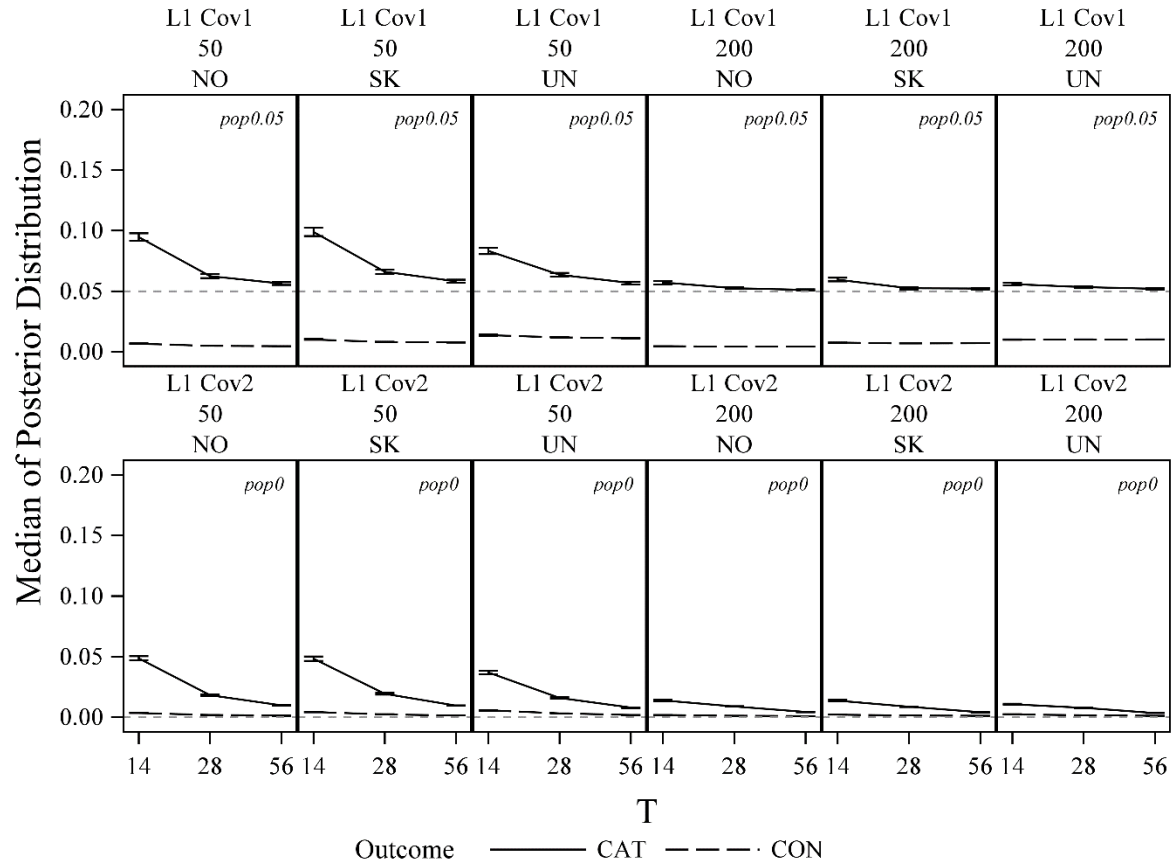 L1 Cov1 L1 Cov1 L1 Cov1 L1 Cov1 L1 Cov1 L1 Cov1
50 50 50 200 200 200
NO SK UN NO SK UN
0.20
pop0.05 pop0.05 pop0.05 pop0.05 pop0.05 pop0.05
0.15
0.10
0.05
0.00
L1 Cov2 L1 Cov2 L1 Cov2 L1 Cov2 L1 Cov2 L1 Cov2
50 50 50 200 200 200
NO SK UN NO SK UN
0.20
pop0 pop0 pop0 pop0 pop0 pop0
0.15
0.10
0.05
0.00
Median of Posterior Distribution
14 28 56 14 28 56 14 28 56 14 28 56 14 28 56 14 28 56
T
Outcome CAT CON